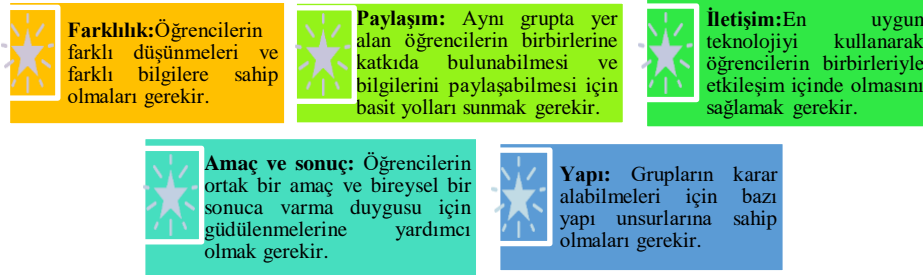 Farklılık:Öğrencilerin
farklı düşünmeleri ve
farklı bilgilere sahip
olmaları gerekir.
Paylaşım: Aynı grupta yer
alan öğrencilerin birbirlerine
katkıda bulunabilmesi ve
bilgilerini paylaşabilmesi için
basit yolları sunmak gerekir.
İletişim:En uygun
teknolojiyi kullanarak
öğrencilerin birbirleriyle
etkileşim içinde olmasını
sağlamak gerekir.
Amaç ve sonuç: Öğrencilerin
ortak bir amaç ve bireysel bir
sonuca varma duygusu için
güdülenmelerine yardımcı
olmak gerekir.
Yapı: Grupların karar
alabilmeleri için bazı
yapı unsurlarına sahip
olmaları gerekir.